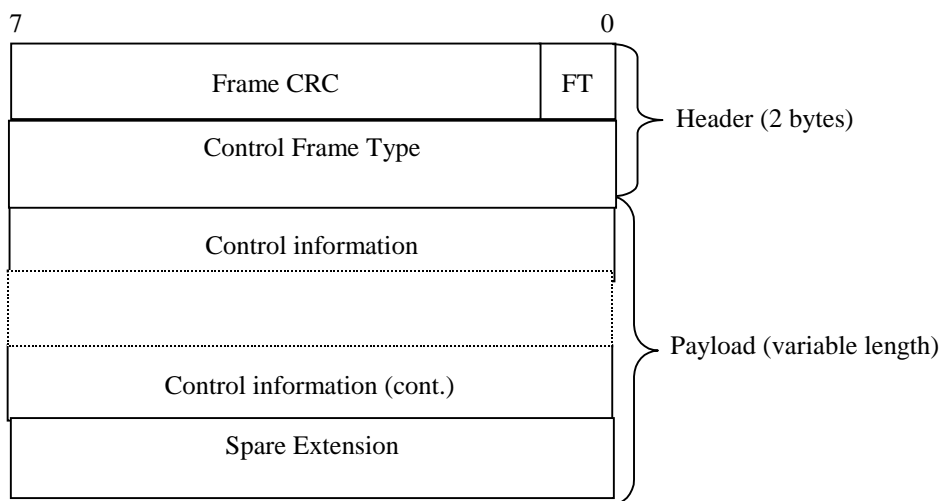 7 0
Frame CRC FT
Header (2 bytes)
Control Frame Type
Control information
Payload (variable length)
Control information (cont.)
Spare Extension